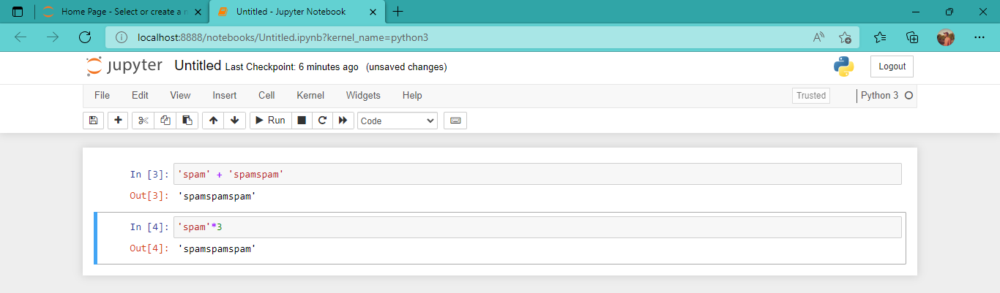 Home Page - Select or create a n
Untitled - Jupyter Notebook
localhost:8888/notebooks/Untitled.ipynb?kernel_name=python3
jupyter Untitled Last Checkpoint: 6 minutes ago (unsaved changes)
Logout
File Edit View Insert Cell Kernel Widgets Help
Trusted
Python 3
Run
Code
In [3]: 'spam' + 'spamspam'
Out[3]: 'spamspamspam'
In [4]: 'spam'*3
Out[4]: 'spamspamspam'